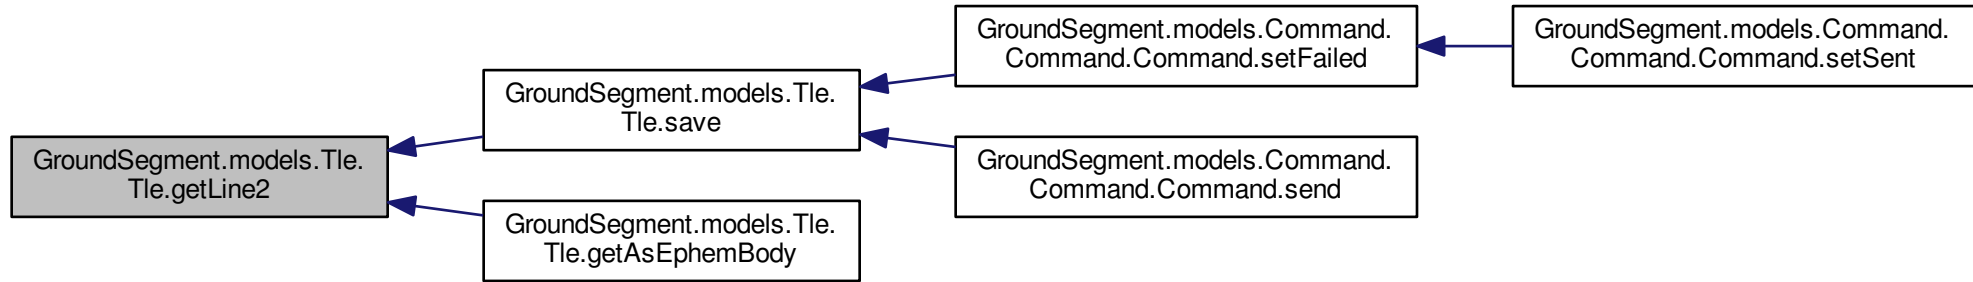 GroundSegment.models.Tle.
Tle.getLine2
GroundSegment.models.Tle.
Tle.save
GroundSegment.models.Tle.
Tle.getAsEphemBody
GroundSegment.models.Command.
Command.Command.setFailed
GroundSegment.models.Command.
Command.Command.send
GroundSegment.models.Command.
Command.Command.setSent